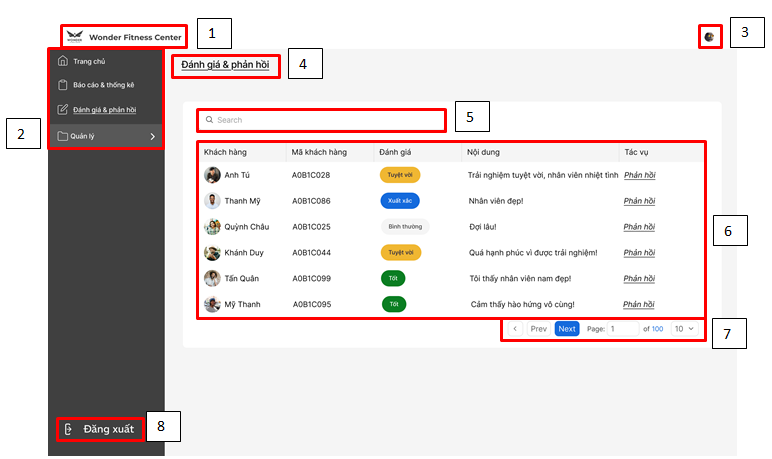 Wonder Fitness Center
1
3
WONDER
Trang chủ
Báo cáo & thống kê
Đánh giá & phản hồi
Quản lý
2
Đánh giá & phản hồi
4
Search
5
Khách hàng Mã khách hàng Đánh giá Nội dung Tác vụ
Anh Tú A0B1C028 Tuyệt vời Trải nghiệm tuyệt vời, nhân viên nhiệt tình Phản hồi
Thanh Mỹ A0B1C086 Xuất xắc Nhân viên đẹp! Phản hồi
Quỳnh Châu A0B1C025 Bình thường Đợi lâu! Phản hồi
Khánh Duy A0B1C044 Tuyệt vời Quá hạnh phúc vì được trải nghiệm! Phản hồi
Tấn Quân A0B1C099 Tốt Tôi thấy nhân viên nam đẹp! Phản hồi
Mỹ Thanh A0B1C095 Tốt Cảm thấy hào hứng vô cùng! Phản hồi
6
Prev Next Page: 1 of 100 10
7
Đăng xuất
8